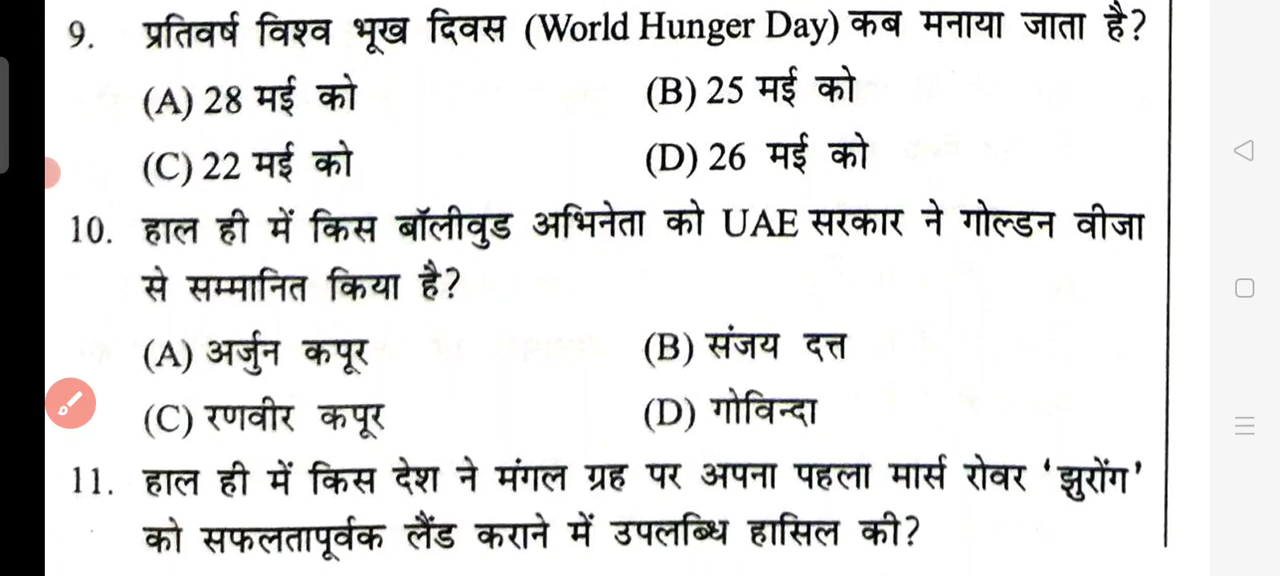 9. प्रतिवर्ष विश्व भूख दिवस (World Hunger Day) कब मनाया जाता है?
(A) 28 मई को (B) 25 मई को
(C) 22 मई को (D) 26 मई को
10. हाल ही में किस बॉलीवुड अभिनेता को UAE सरकार ने गोल्डन वीजा
से सम्मानित किया है?
(A) अर्जुन कपूर (B) संजय दत्त
(C) रणवीर कपूर (D) गोविन्दा
11. हाल ही में किस देश ने मंगल ग्रह पर अपना पहला मार्स रोवर ‘झुरोंग’
को सफलतापूर्वक लैंड कराने में उपलब्धि हासिल की?